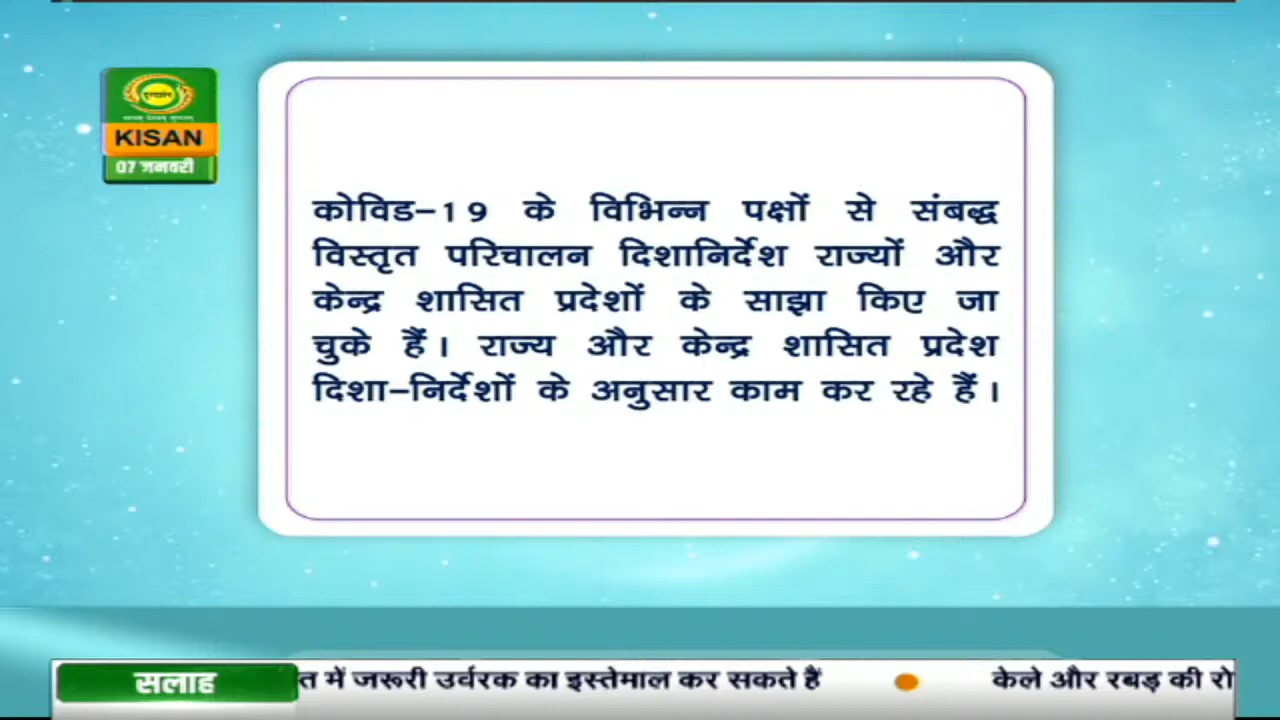 KISAN
07 जनवरी
कोविड-19 के विभिन्न पक्षों से संबद्ध
विस्तृत परिचालन दिशानिर्देश राज्यों और
केन्द्र शासित प्रदेशों के साझा किए जा
चुके हैं। राज्य और केन्द्र शासित प्रदेश
दिशा-निर्देशों के अनुसार काम कर रहे हैं।
सलाह
त में जरूरी उर्वरक का इस्तेमाल कर सकते हैं केले और रबड़ की रो